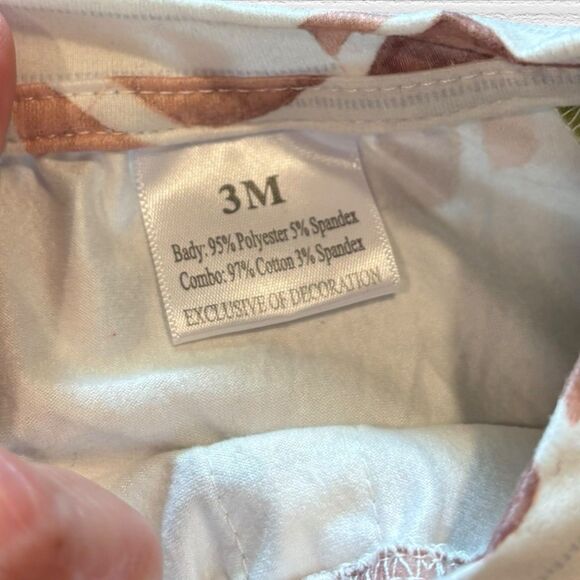 3M
Bady: 95% Polyester 5% Spandex
Combo: 97% Cotton 3% Spandex
EXCLUSIVE OF DECORATION